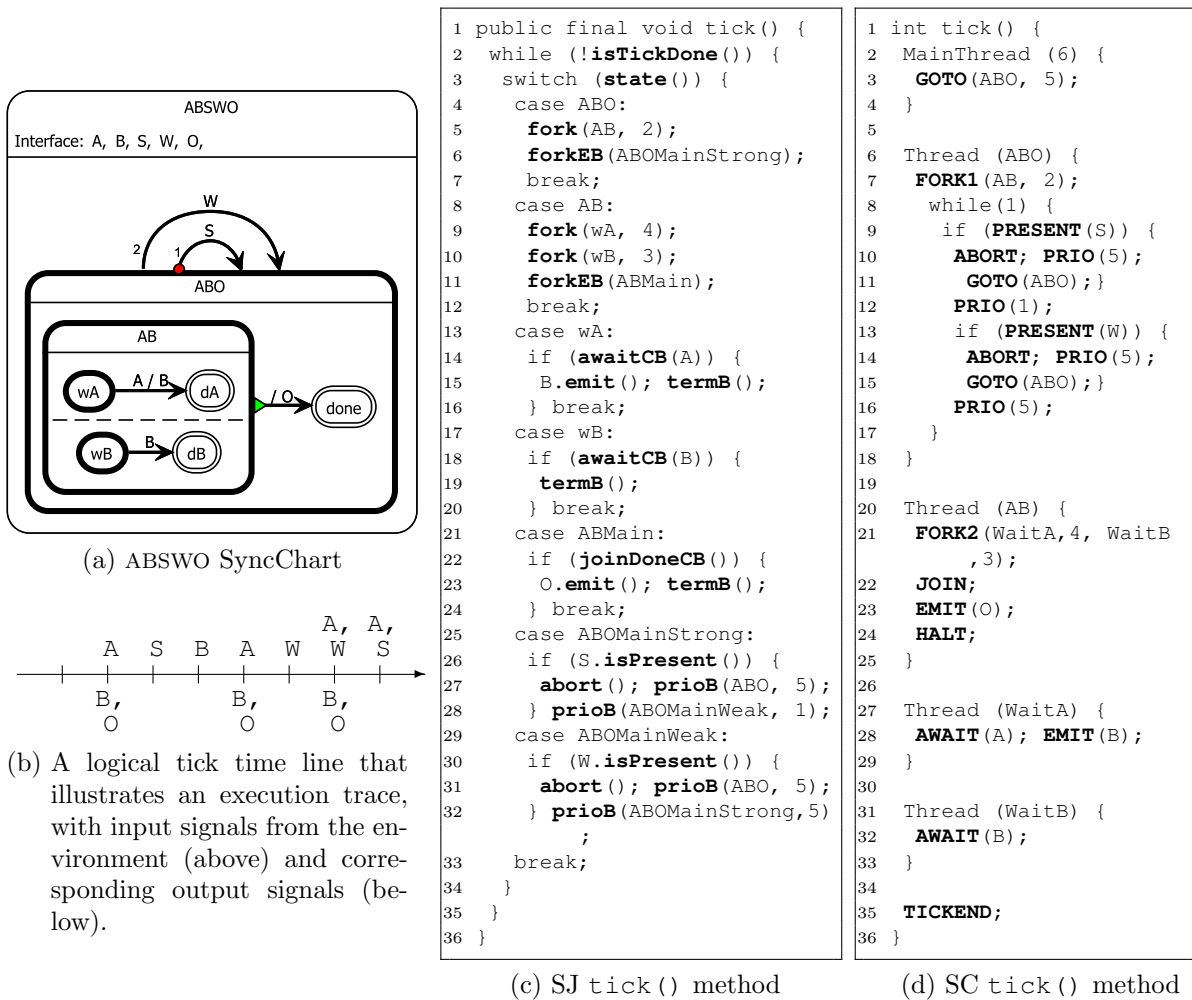 ABSWO
Interface: A, B, S, W, O,
W
S
2
1
ABO
AB
wA
A / B
dA
/ O
done
wB
B
dB
(a) ABSWO SyncChart
A, A,
A S B A W W S
B, B, B,
O O O
(b) A logical tick time line that
illustrates an execution trace,
with input signals from the en-
vironment (above) and corre-
sponding output signals (be-
low).
1 public final void tick() {
2 while (!isTickDone()) {
3 switch (state()) {
4 case ABO:
5 fork(AB, 2);
6 forkEB(ABOMainStrong);
7 break;
8 case AB:
9 fork(wA, 4);
10 fork(wB, 3);
11 forkEB(ABMain);
12 break;
13 case wA:
14 if (awaitCB(A)) {
15 B.emit(); termB();
16 } break;
17 case wB:
18 if (awaitCB(B)) {
19 termB();
20 } break;
21 case ABMain:
22 if (joinDoneCB()) {
23 O.emit(); termB();
24 } break;
25 case ABOMainStrong:
26 if (S.isPresent()) {
27 abort(); prioB(ABO, 5);
28 } prioB(ABOMainWeak, 1);
29 case ABOMainWeak:
30 if (W.isPresent()) {
31 abort(); prioB(ABO, 5);
32 } prioB(ABOMainStrong,5)
;
33 break;
34 }
35 }
36 }
(c) SJ tick() method
1 int tick() {
2 MainThread (6) {
3 GOTO(ABO, 5);
4 }
5
6 Thread (ABO) {
7 FORK1(AB, 2);
8 while(1) {
9 if (PRESENT(S)) {
10 ABORT; PRIO(5);
11 GOTO(ABO);}
12 PRIO(1);
13 if (PRESENT(W)) {
14 ABORT; PRIO(5);
15 GOTO(ABO);}
16 PRIO(5);
17 }
18 }
19
20 Thread (AB) {
21 FORK2(WaitA,4, WaitB
,3);
22 JOIN;
23 EMIT(O);
24 HALT;
25 }
26
27 Thread (WaitA) {
28 AWAIT(A); EMIT(B);
29 }
30
31 Thread (WaitB) {
32 AWAIT(B);
33 }
34
35 TICKEND;
36 }
(d) SC tick() method